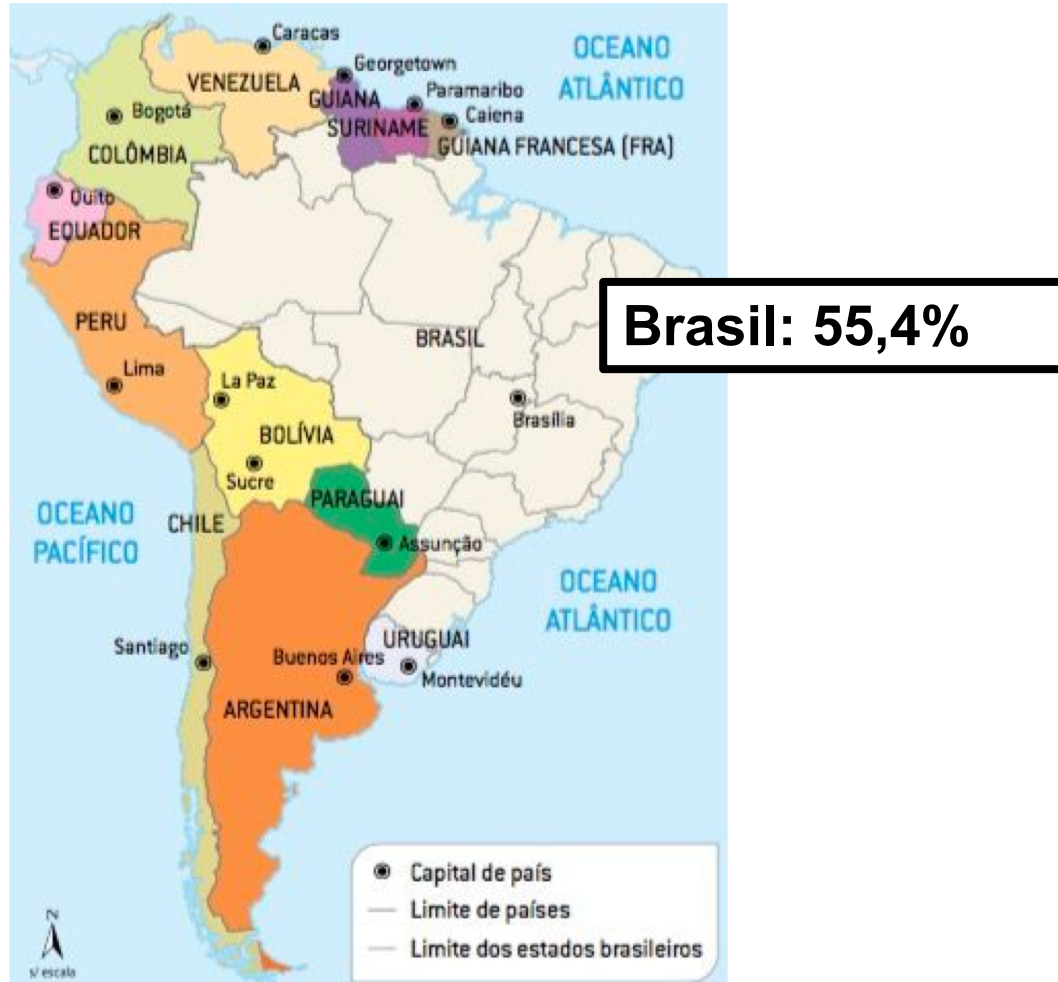 Caracas
OCEANO
ATLÂNTICO
Georgetown
VENEZUELA
GUIANA
Paramaribo
Bogotá
Caiena
SURINAME
GUIANA FRANCESA (FRA)
COLÔMBIA
Quito
EQUADOR
PERU
BRASIL
Brasil: 55,4%
Lima
La Paz
Brasília
BOLÍVIA
Sucre
PARAGUAI
OCEANO
PACÍFICO
CHILE
Assunção
OCEANO
ATLÂNTICO
Santiago
URUGUAI
Buenos Aires
Montevidéu
ARGENTINA
Capital de país
Limite de países
Limite dos estados brasileiros
N
s/ escala